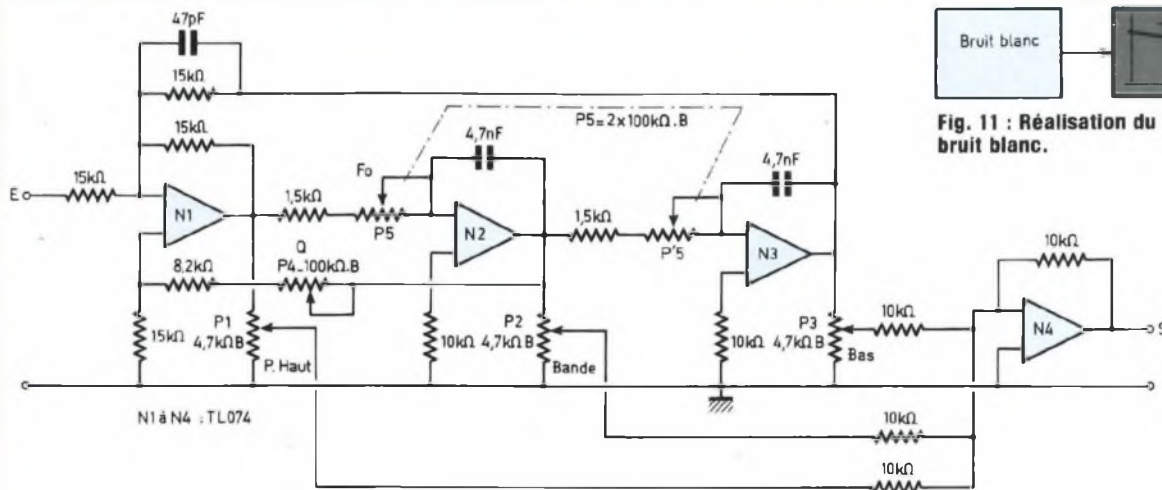 47pF
15kΩ
15kΩ
15kΩ
E
N1
1,5kΩ
Fo
P5
P5=2x100kΩ.B
4,7nF
N2
1,5kΩ
P'5
4,7nF
N3
8,2kΩ
Q
P4_100kΩ.B
15kΩ
P1
4,7kΩB
P. Haut
10kΩ
P2
4,7kΩB
Bande
10kΩ
P3
4,7kΩB
Bas
10kΩ
10kΩ
N4
S
10kΩ
10kΩ
N1 à N4 : TL074
Bruit blanc
Fig. 11 : Réalisation du
bruit blanc.